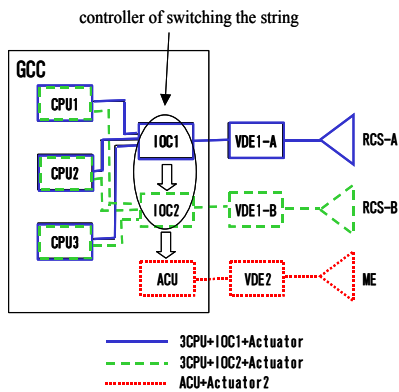 controller of switching the string
GCC
CPU1
IOC1
VDE1-A
RCS-A
CPU2
IOC2
VDE1-B
RCS-B
CPU3
ACU
VDE2
ME
3CPU+IOC1+Actuator
3CPU+IOC2+Actuator
ACU+Actuator2